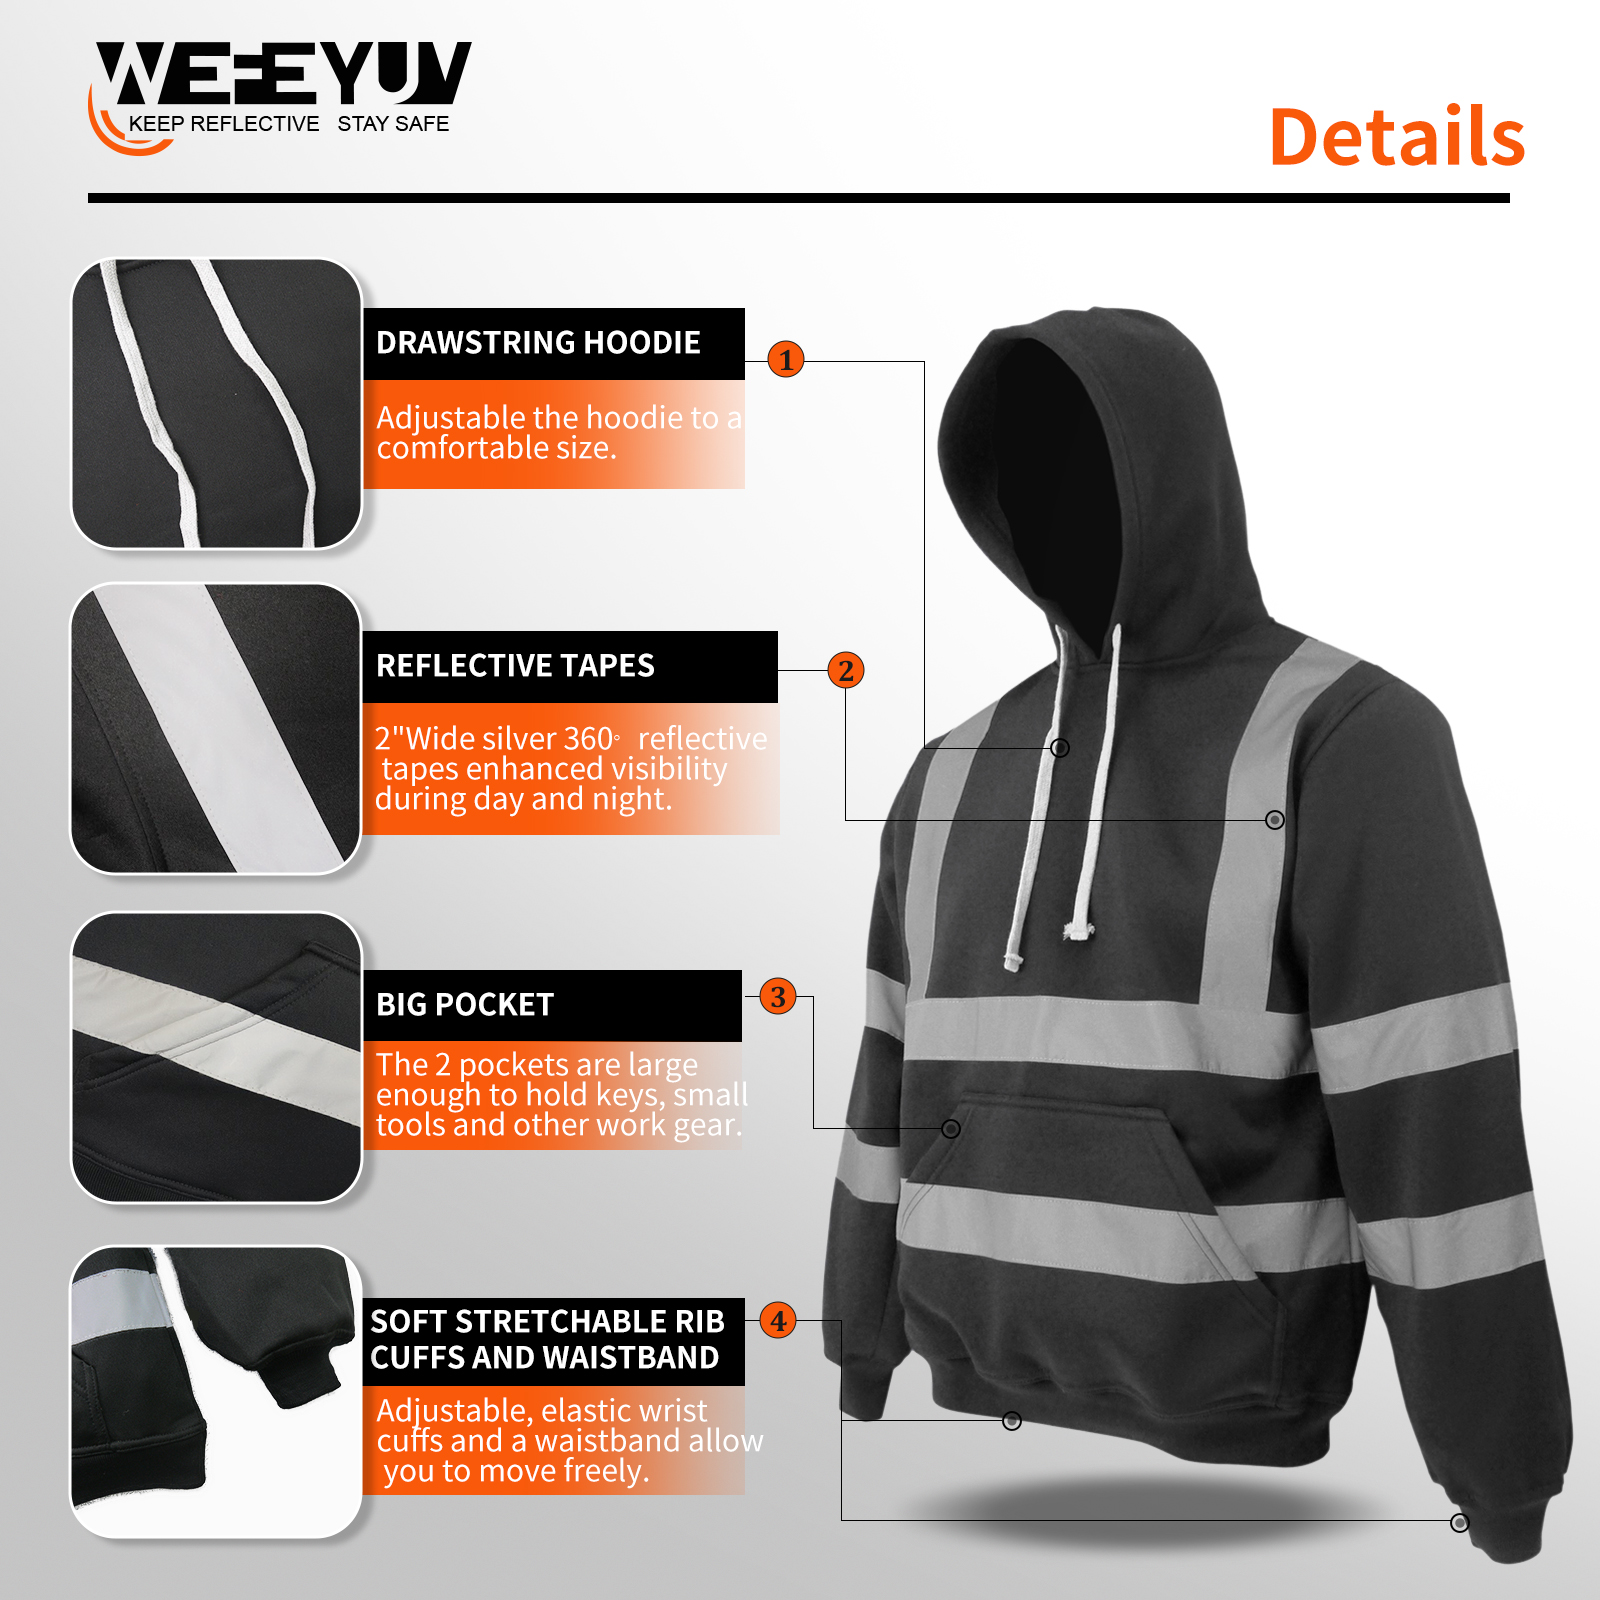 WEFEYUV
KEEP REFLECTIVE STAY SAFE
Details
DRAWSTRING HOODIE
1
Adjustable the hoodie to a
comfortable size.
REFLECTIVE TAPES
2
2"Wide silver 360° reflective
tapes enhanced visibility
during day and night.
BIG POCKET
3
The 2 pockets are large
enough to hold keys, small
tools and other work gear.
SOFT STRETCHABLE RIB
CUFFS AND WAISTBAND
4
Adjustable, elastic wrist
cuffs and a waistband allow
you to move freely.